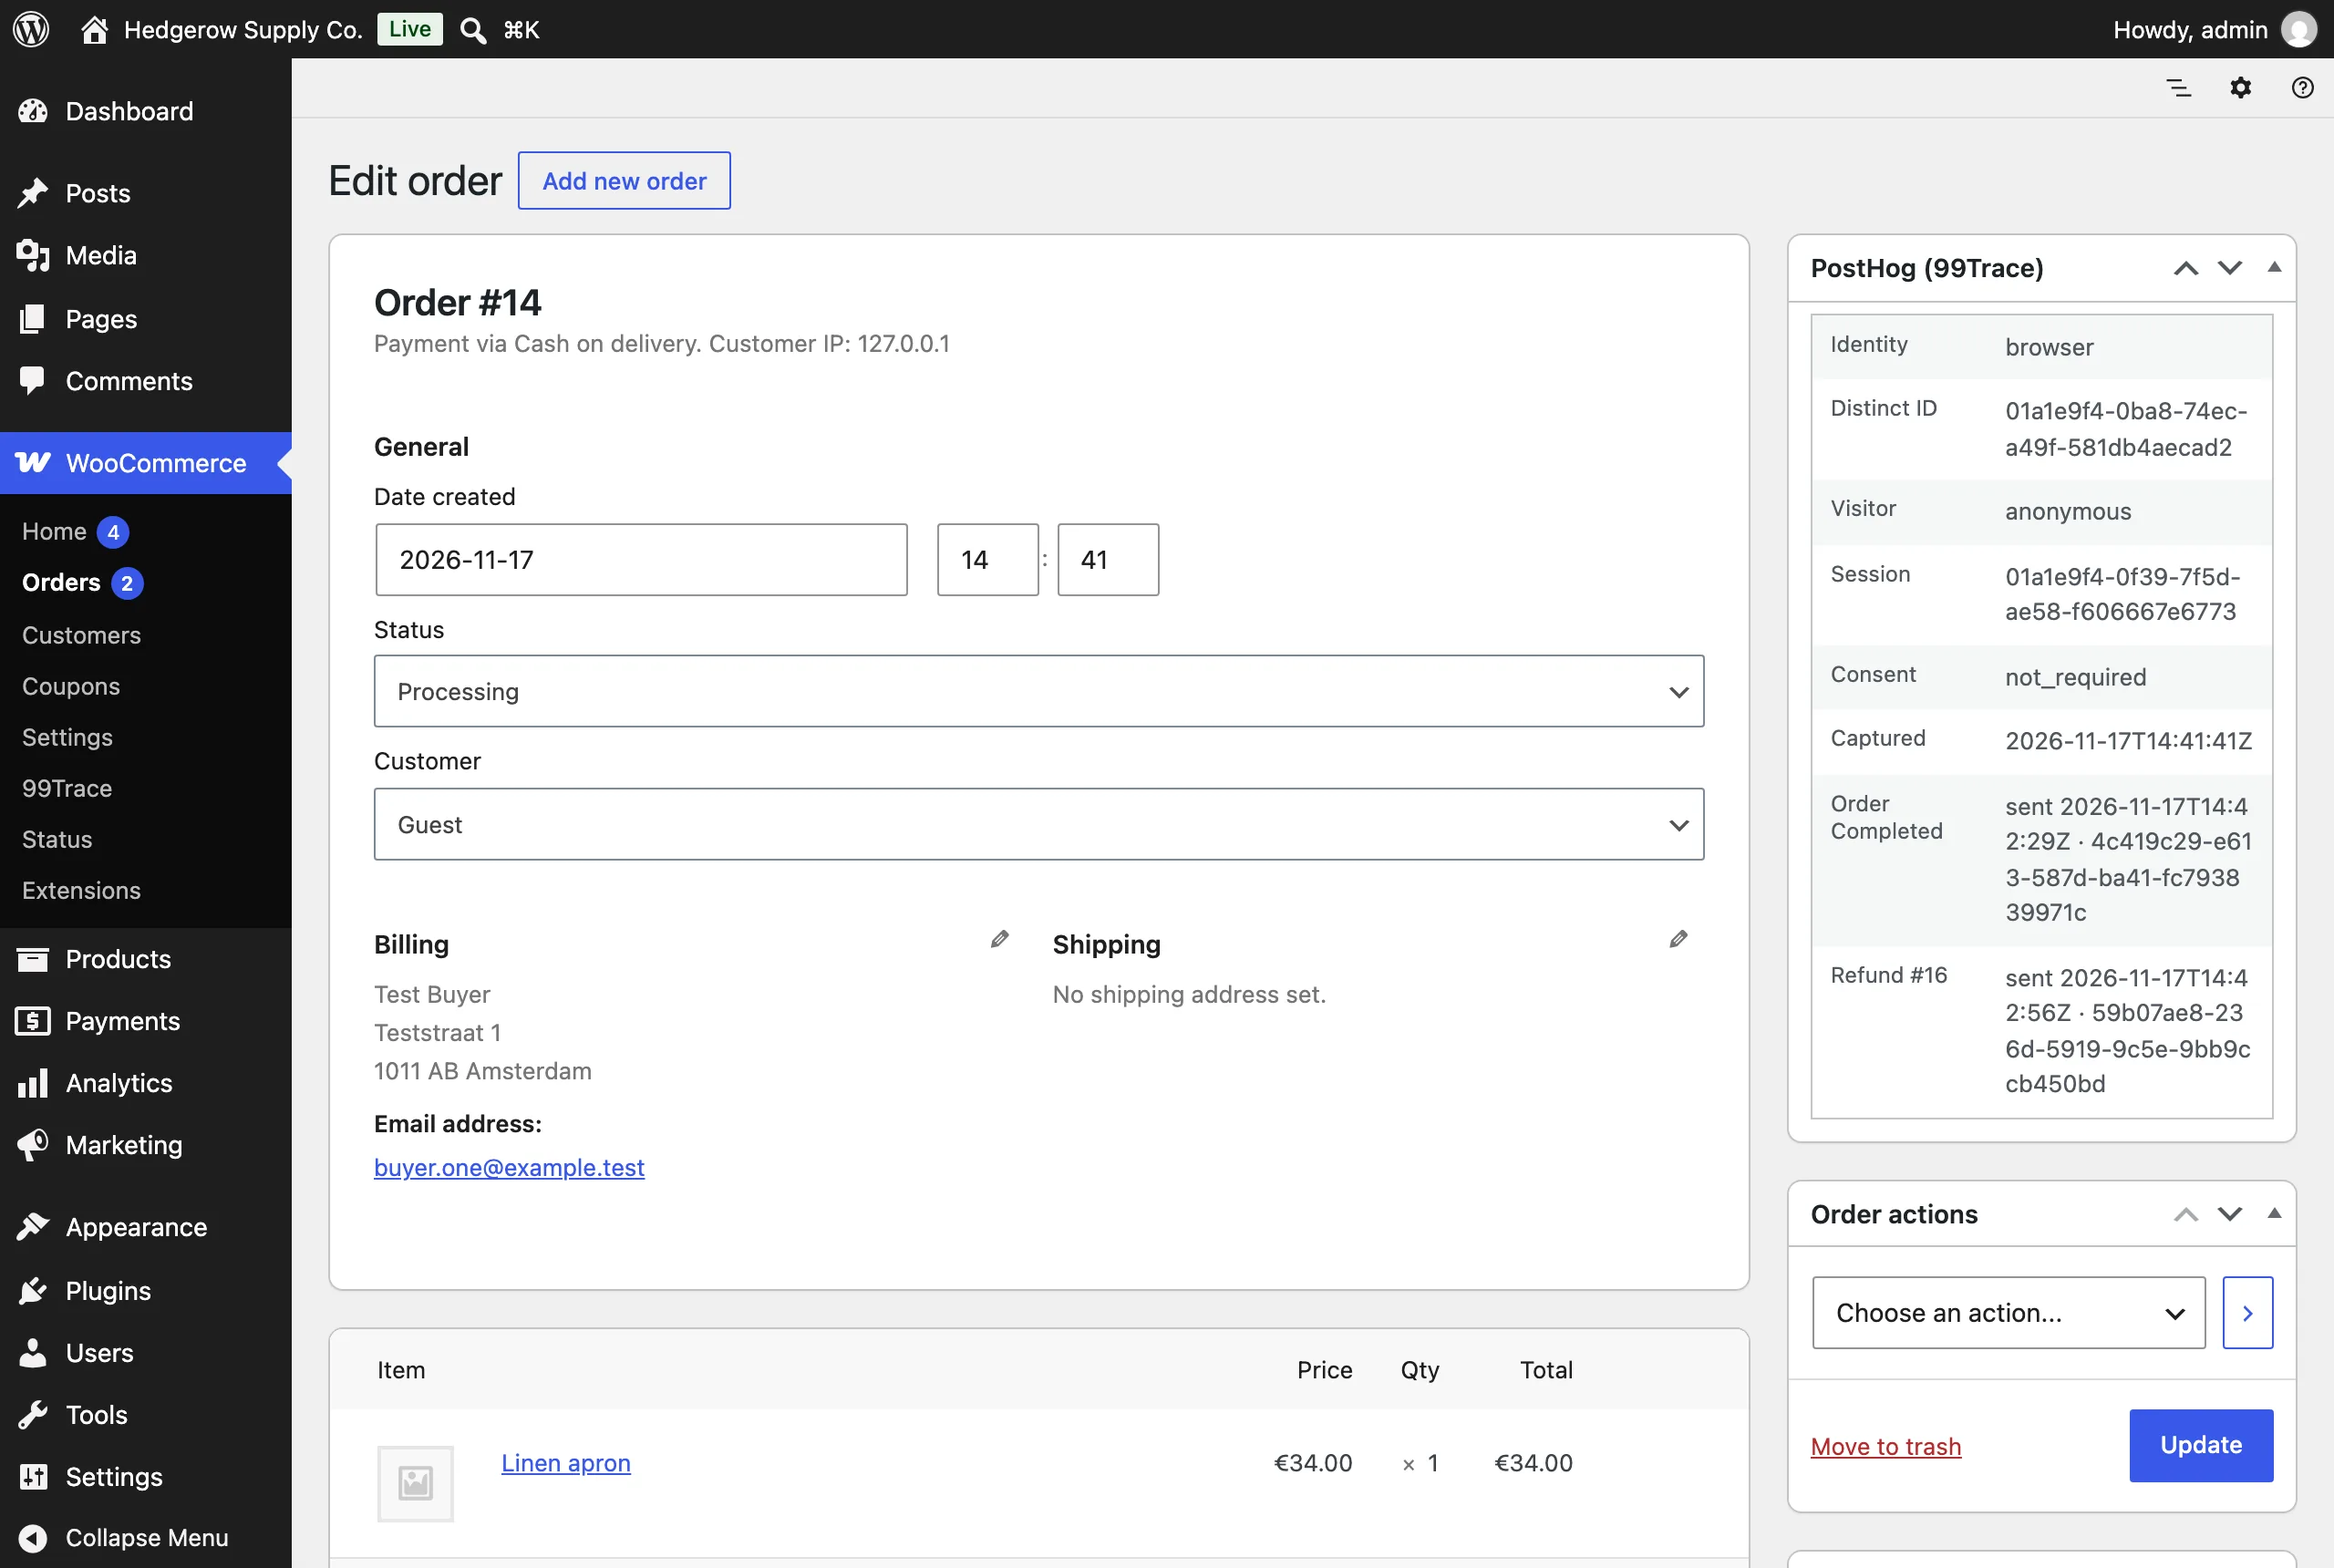 Hedgerow Supply Co. Live ⌘K Howdy, admin
Dashboard
Posts
Media
Pages
Comments
WooCommerce
Home 4
Orders 2
Customers
Coupons
Settings
99Trace
Status
Extensions
Products
Payments
Analytics
Marketing
Appearance
Plugins
Users
Tools
Settings
Collapse Menu
Edit order Add new order
Order #14
Payment via Cash on delivery. Customer IP: 127.0.0.1
General
Date created
2026-11-17 14 : 41
Status
Processing
Customer
Guest
Billing
Test Buyer
Teststraat 1
1011 AB Amsterdam
Email address:
buyer.one@example.test
Shipping
No shipping address set.
Item Price Qty Total
Linen apron €34.00 × 1 €34.00
PostHog (99Trace)
Identity browser
Distinct ID 01a1e9f4-0ba8-74ec-
a49f-581db4aecad2
Visitor anonymous
Session 01a1e9f4-0f39-7f5d-
ae58-f606667e6773
Consent not_required
Captured 2026-11-17T14:41:41Z
Order Completed sent 2026-11-17T14:4
2:29Z · 4c419c29-e61
3-587d-ba41-fc7938
39971c
Refund #16 sent 2026-11-17T14:4
2:56Z · 59b07ae8-23
6d-5919-9c5e-9bb9c
cb450bd
Order actions
Choose an action...
Move to trash Update